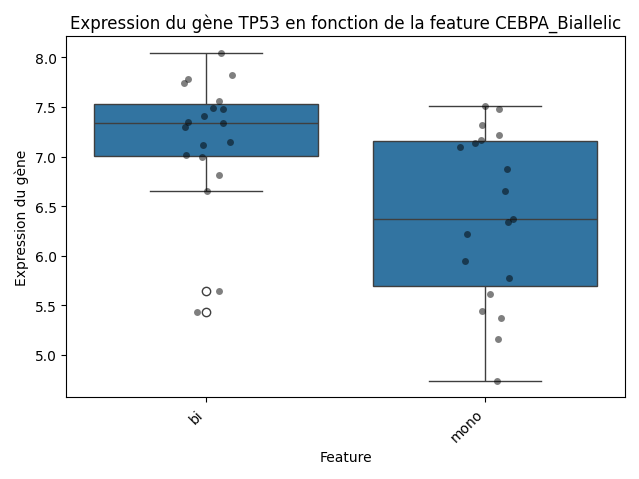 Expression du gène TP53 en fonction de la feature CEBPA_Biallelic
8.0
7.5
7.0
6.5
6.0
5.5
5.0
Expression du gène
bi
mono
Feature